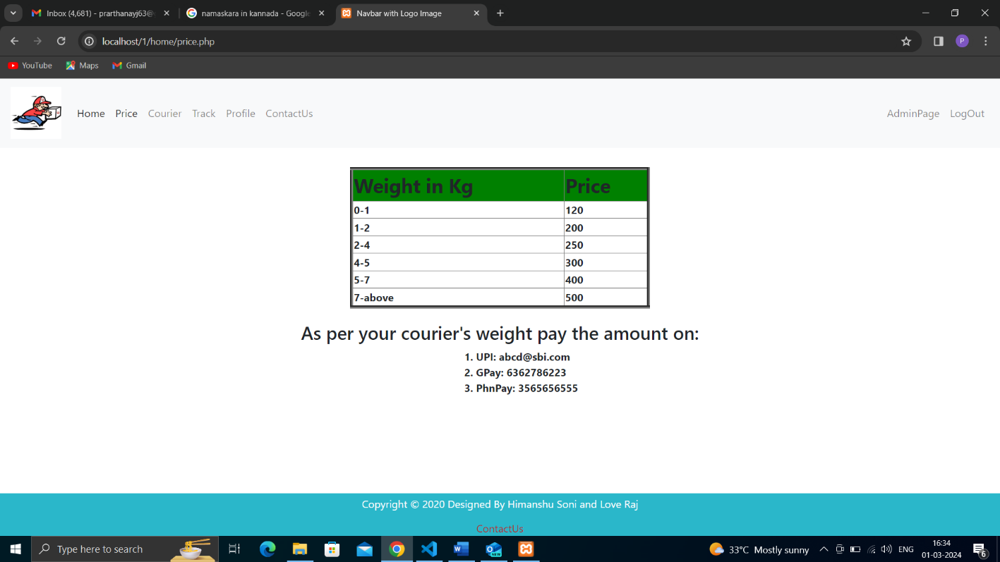 Inbox (4,681) - prarthanayj63@
namaskara in kannada - Google
Navbar with Logo Image
localhost/1/home/price.php
P
YouTube
Maps
Gmail
Home
Price
Courier
Track
Profile
ContactUs
AdminPage
LogOut
Weight in Kg Price
0-1 120
1-2 200
2-4 250
4-5 300
5-7 400
7-above 500
As per your courier's weight pay the amount on:
1. UPI: abcd@sbi.com
2. GPay: 6362786223
3. PhnPay: 3565656555
Copyright © 2020 Designed By Himanshu Soni and Love Raj
ContactUs
Type here to search
NEW
33°C Mostly sunny
ENG
16:34
01-03-2024
6